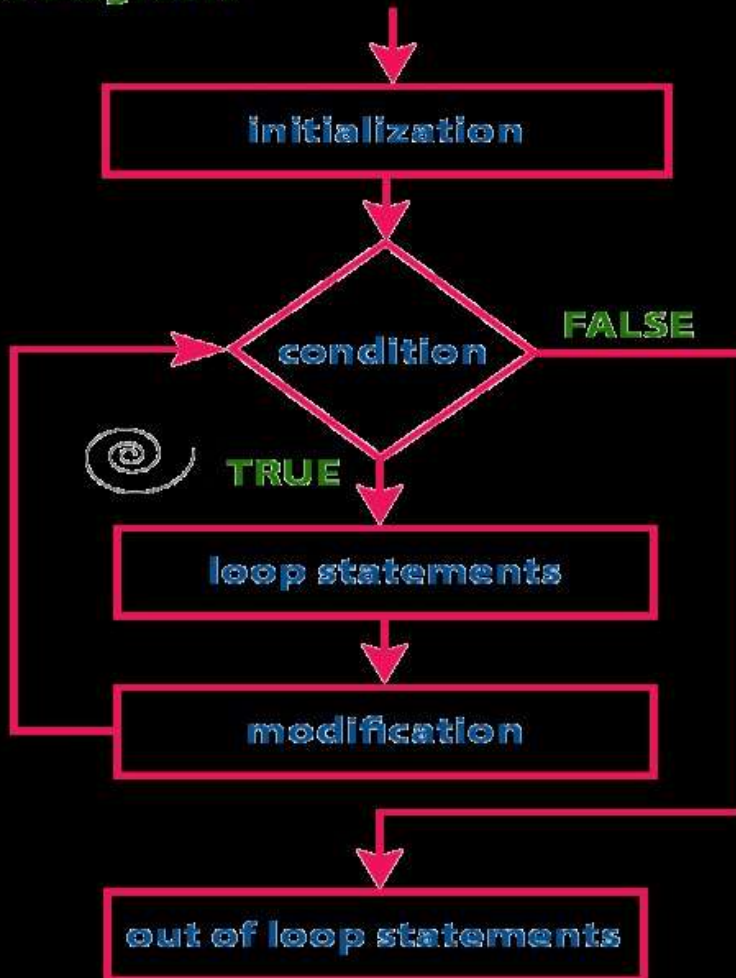 initialization
condition
FALSE
TRUE
loop statements
modification
out of loop statements